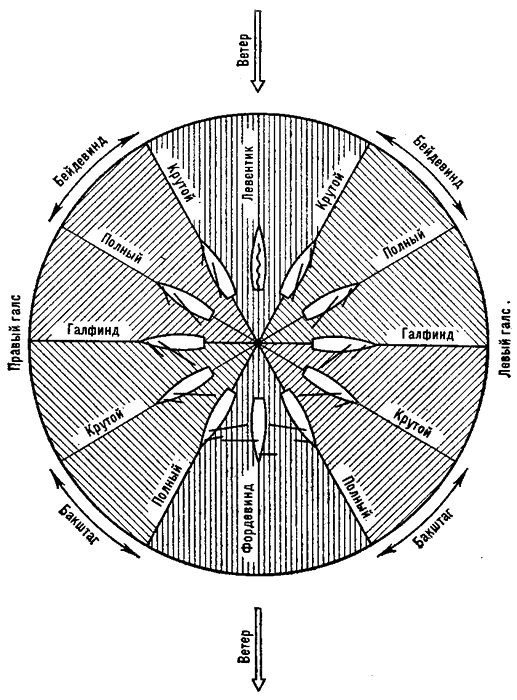 Ветер
Бейдевинд
Бейдевинд
Крутой
Левентик
Крутой
Полный
Полный
Правый галс
Галфинд
Галфинд
Левый галс.
Крутой
Крутой
Полный
Фордевинд
Полный
Бакштаг
Бакштаг
Ветер